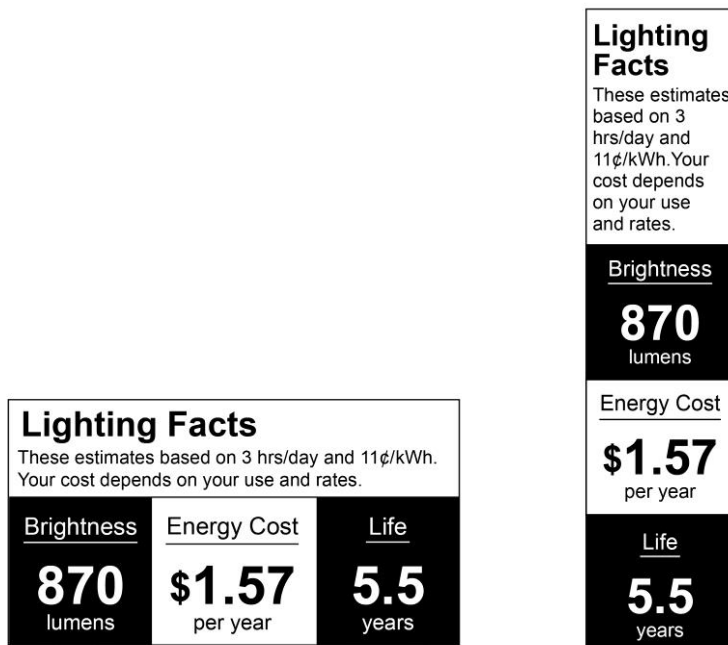 Lighting Facts
These estimates based on 3 hrs/day and 11¢/kWh.
Your cost depends on your use and rates.
Brightness
870
lumens
Energy Cost
$1.57
per year
Life
5.5
years
Lighting
Facts
These estimates
based on 3
hrs/day and
11¢/kWh.Your
cost depends
on your use
and rates.
Brightness
870
lumens
Energy Cost
$1.57
per year
Life
5.5
years